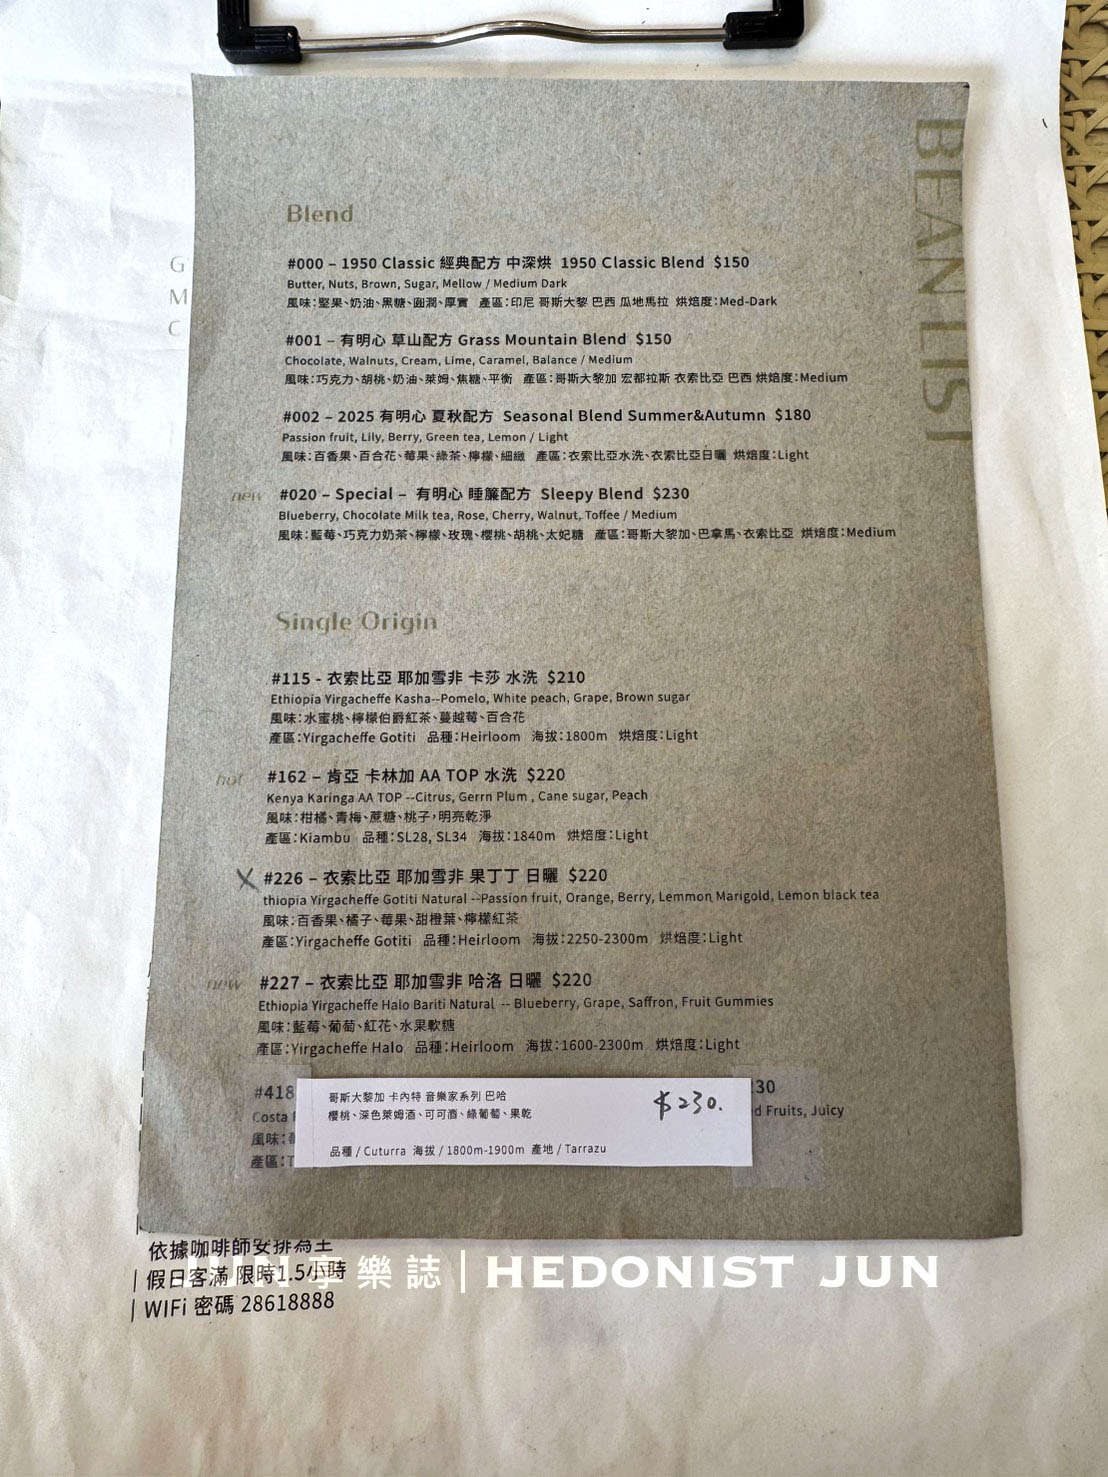 BEAN LIST
G
M
C
Blend
#000 – 1950 Classic 經典配方 中深烘 1950 Classic Blend $150
Butter, Nuts, Brown, Sugar, Mellow / Medium Dark
風味:堅果、奶油、黑糖、圓潤、厚實 產區:印尼 哥斯大黎 巴西 瓜地馬拉 烘焙度:Med-Dark
#001 – 有明心 草山配方 Grass Mountain Blend $150
Chocolate, Walnuts, Cream, Lime, Caramel, Balance / Medium
風味:巧克力、胡桃、奶油、萊姆、焦糖、平衡 產區:哥斯大黎加 宏都拉斯 衣索比亞 巴西 烘焙度:Medium
#002 – 2025 有明心 夏秋配方 Seasonal Blend Summer&Autumn $180
Passion fruit, Lily, Berry, Green tea, Lemon / Light
風味:百香果、百合花、莓果、綠茶、檸檬、細緻 產區:衣索比亞水洗、衣索比亞日曬 烘焙度:Light
new #020 – Special – 有明心 睡簾配方 Sleepy Blend $230
Blueberry, Chocolate Milk tea, Rose, Cherry, Walnut, Toffee / Medium
風味:藍莓、巧克力奶茶、檸檬、玫瑰、櫻桃、胡桃、太妃糖 產區:哥斯大黎加、巴拿馬、衣索比亞 烘焙度:Medium
Single Origin
#115 - 衣索比亞 耶加雪非 卡莎 水洗 $210
Ethiopia Yirgacheffe Kasha--Pomelo, White peach, Grape, Brown sugar
風味:水蜜桃、檸檬伯爵紅茶、蔓越莓、百合花
產區:Yirgacheffe Gotiti 品種:Heirloom 海拔:1800m 烘焙度:Light
hot #162 – 肯亞 卡林加 AA TOP 水洗 $220
Kenya Karinga AA TOP --Citrus, Gerrn Plum , Cane sugar, Peach
風味:柑橘、青梅、蔗糖、桃子,明亮乾淨
產區:Kiambu 品種:SL28, SL34 海拔:1840m 烘焙度:Light
X #226 – 衣索比亞 耶加雪非 果丁丁 日曬 $220
thiopia Yirgacheffe Gotiti Natural --Passion fruit, Orange, Berry, Lemmon Marigold, Lemon black tea
風味:百香果、橘子、莓果、甜橙葉、檸檬紅茶
產區:Yirgacheffe Gotiti 品種:Heirloom 海拔:2250-2300m 烘焙度:Light
new #227 – 衣索比亞 耶加雪非 哈洛 日曬 $220
Ethiopia Yirgacheffe Halo Bariti Natural -- Blueberry, Grape, Saffron, Fruit Gummies
風味:藍莓、葡萄、紅花、水果軟糖
產區:Yirgacheffe Halo 品種:Heirloom 海拔:1600-2300m 烘焙度:Light
#418 30
Costa d Fruits, Juicy
風味:
產區:T
哥斯大黎加 卡內特 音樂家系列 巴哈
櫻桃、深色萊姆酒、可可酒、綠葡萄、果乾
$230.
品種 / Cuturra 海拔 / 1800m-1900m 產地 / Tarrazu
依據咖啡師安排為主
| 假日客滿 限時1.5小時
| WIFi 密碼 28618888
JUN 享樂誌 | HEDONIST JUN